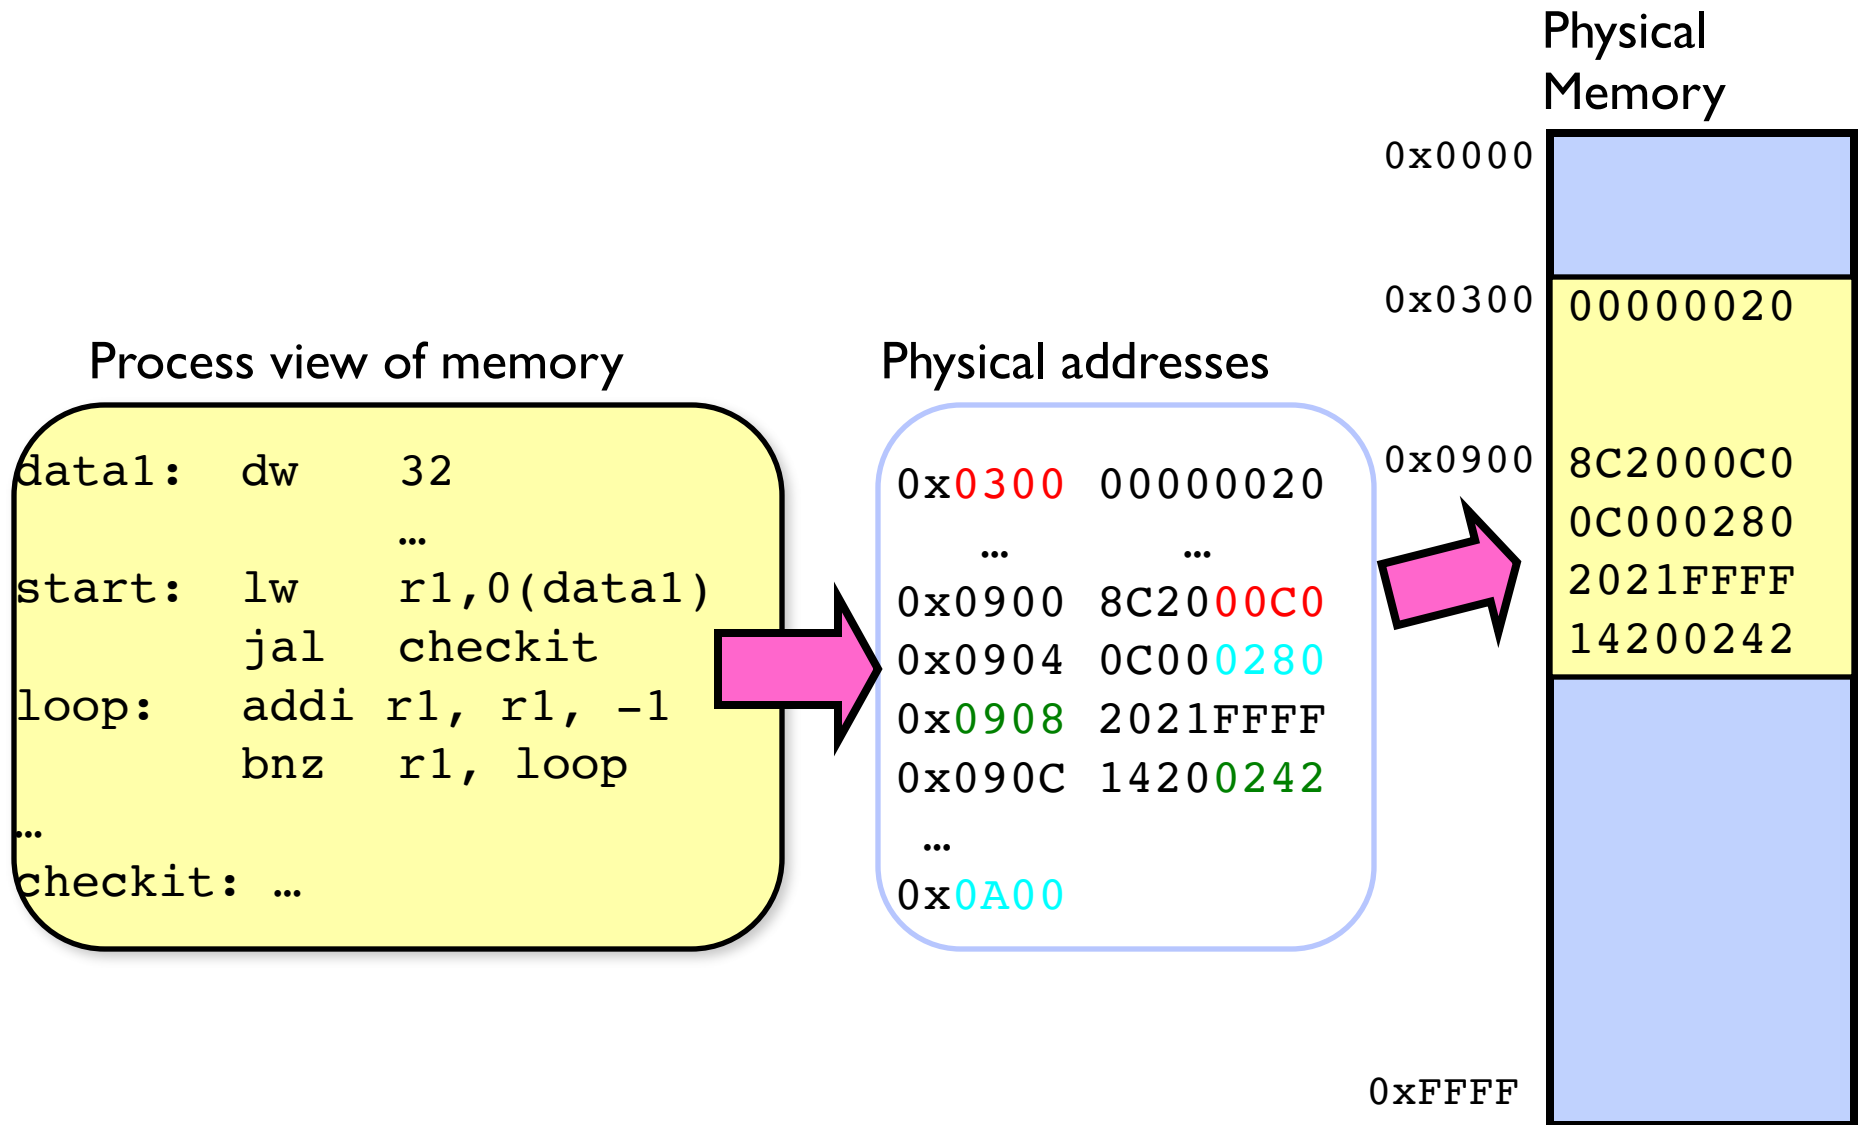 Process view of memory
data1: dw 32
…
start: lw r1,0(data1)
jal checkit
loop: addi r1, r1, -1
bnz r1, loop
…
checkit: …
Physical addresses
0x0300 00000020
… …
0x0900 8C2000C0
0x0904 0C000280
0x0908 2021FFFF
0x090C 14200242
…
0x0A00
Physical
Memory
0x0000
0x0300 00000020
0x0900 8C2000C0
0C000280
2021FFFF
14200242
0xFFFF